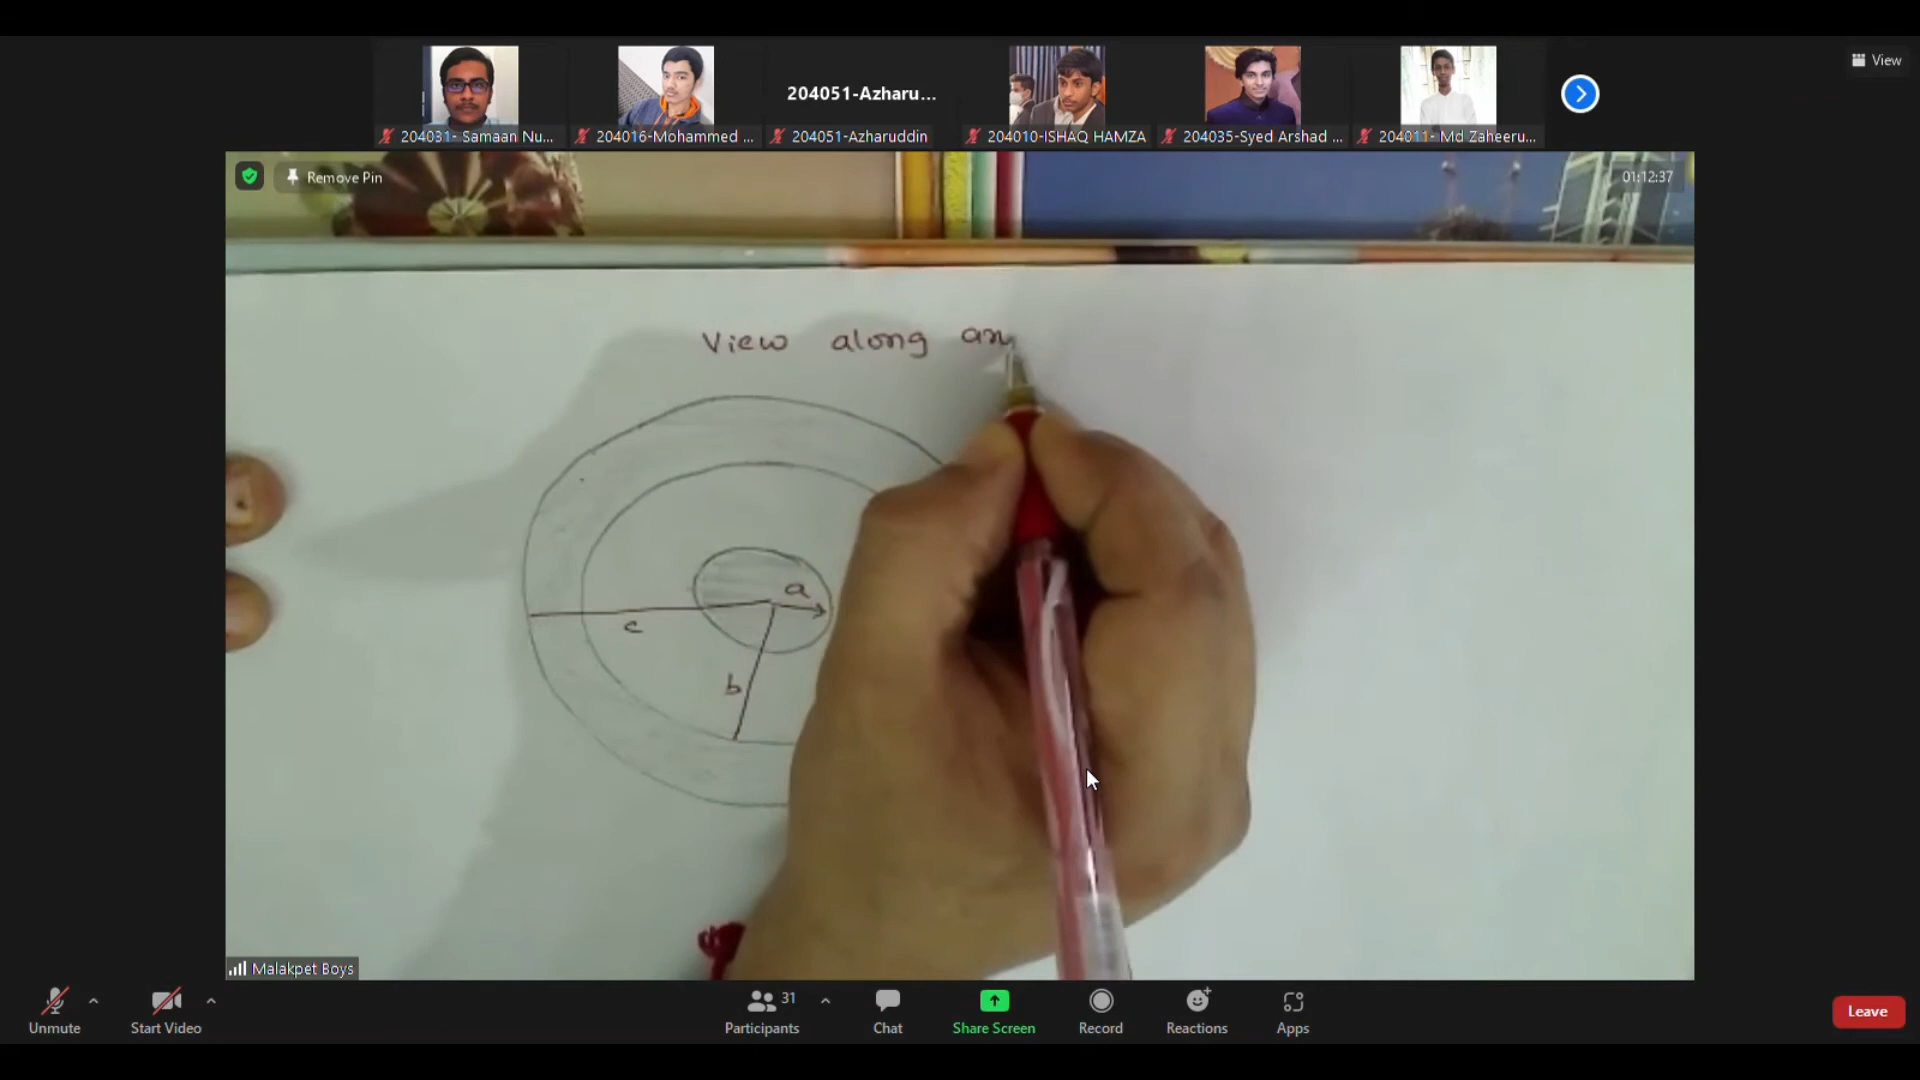 View
204051-Azharu...
204031- Samaan Nu...
204016-Mohammed ...
204051-Azharuddin
204010-ISHAQ HAMZA
204035-Syed Arshad ...
204011- Md Zaheeru...
Remove Pin
01:12:37
View along ax
a
c
b
Malakpet Boys
Unmute
Start Video
31
Participants
Chat
Share Screen
Record
Reactions
Apps
Leave